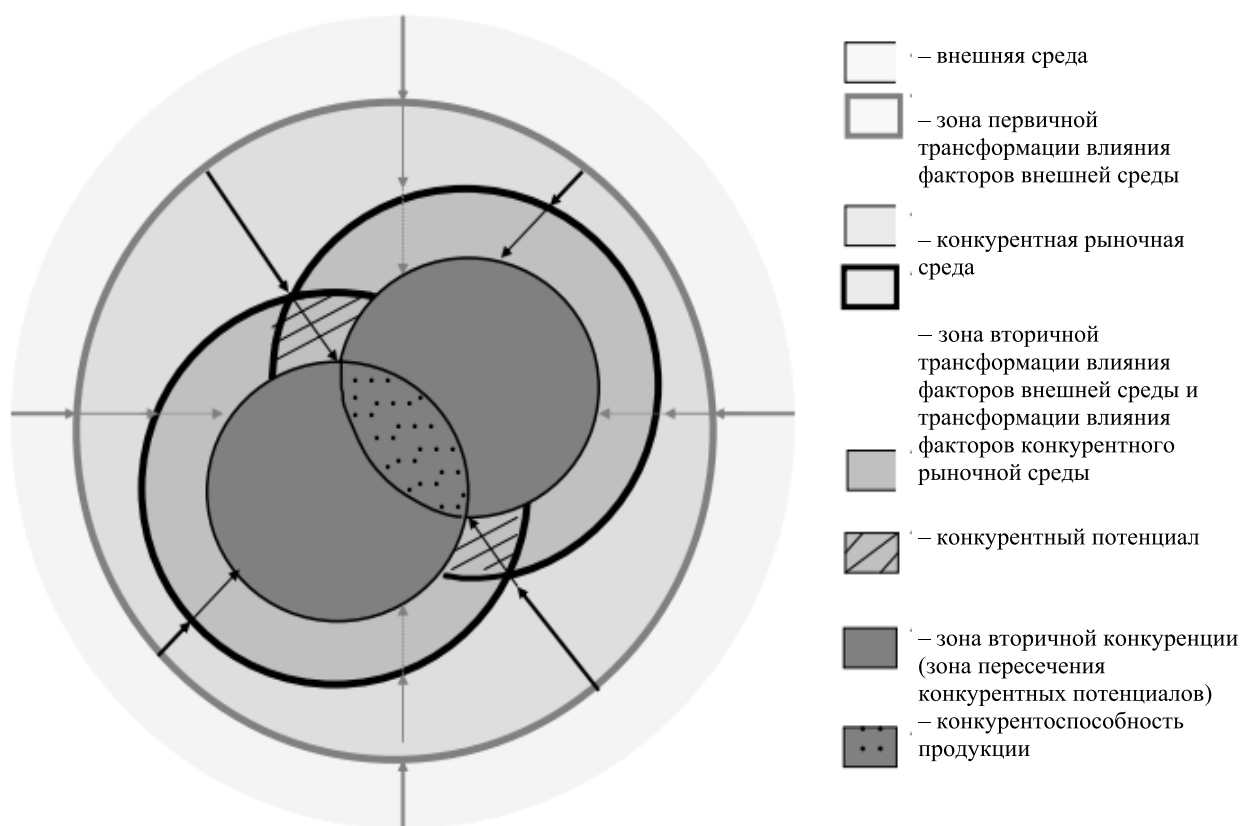 – внешняя среда
– зона первичной
трансформации влияния
факторов внешней среды
– конкурентная рыночная
среда
– зона вторичной
трансформации влияния
факторов внешней среды и
трансформации влияния
факторов конкурентного
рыночной среды
– конкурентный потенциал
– зона вторичной конкуренции
(зона пересечения
конкурентных потенциалов)
– конкурентоспособность
продукции